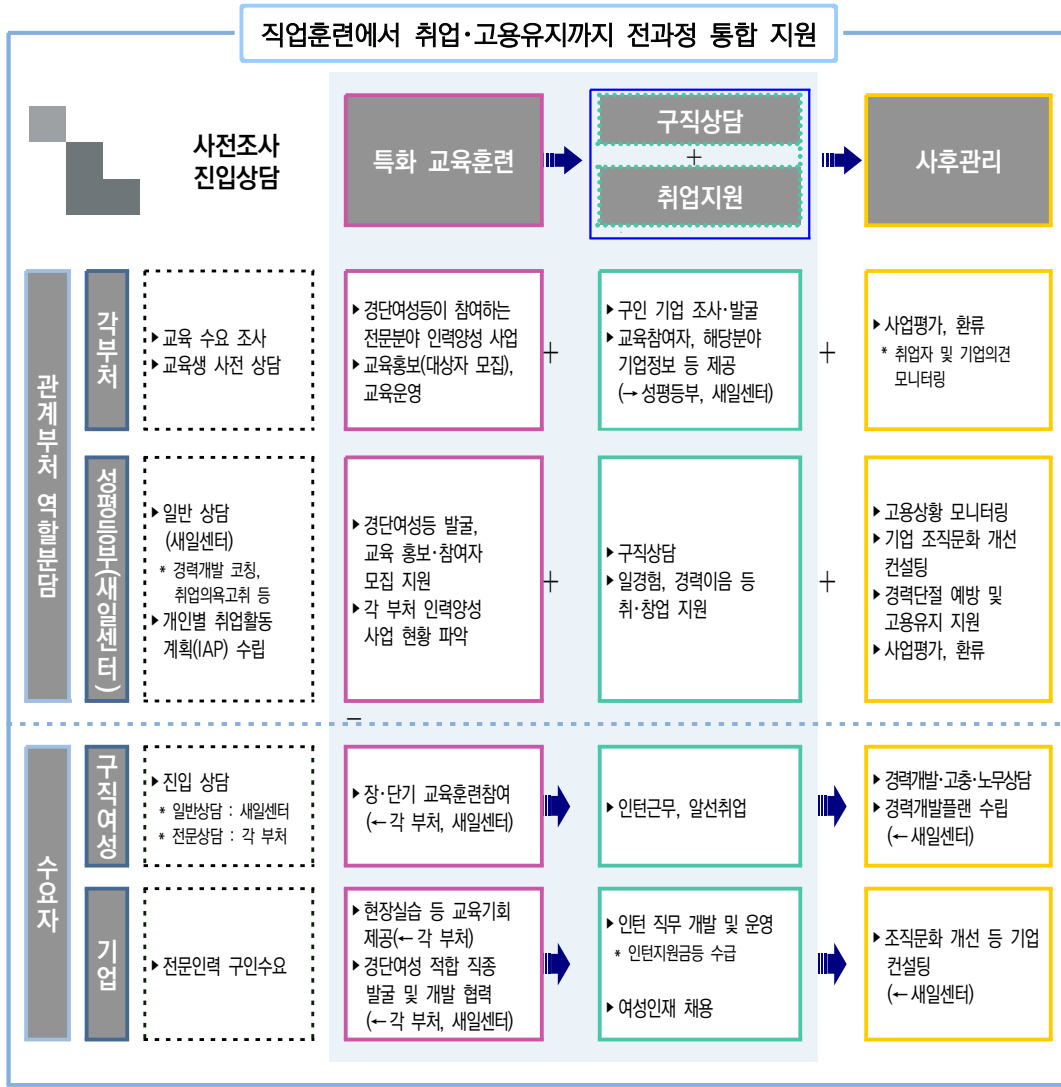 직업훈련에서 취업·고용유지까지 전과정 통합 지원
사전조사
진입상담
특화 교육훈련
구직상담
+
취업지원
사후관리
관계부처 역할분담
각부처
▸교육 수요 조사
▸교육생 사전 상담
▸경단여성등이 참여하는
전문분야 인력양성 사업
▸교육홍보(대상자 모집),
교육운영
+
▸구인 기업 조사·발굴
▸교육참여자, 해당분야
기업정보 등 제공
(→성평등부, 새일센터)
+
▸사업평가, 환류
* 취업자 및 기업의견
모니터링
성평등부(새일센터)
▸일반 상담
(새일센터)
* 경력개발 코칭,
취업의욕고취 등
▸개인별 취업활동
계획(IAP) 수립
▸경단여성등 발굴,
교육 홍보·참여자
모집 지원
▸각 부처 인력양성
사업 현황 파악
+
▸구직상담
▸일경험, 경력이음 등
취·창업 지원
+
▸고용상황 모니터링
▸기업 조직문화 개선
컨설팅
▸경력단절 예방 및
고용유지 지원
▸사업평가, 환류
수요자
구직여성
▸진입 상담
* 일반상담 : 새일센터
* 전문상담 : 각 부처
▸장·단기 교육훈련참여
(←각 부처, 새일센터)
▸인턴근무, 알선취업
▸경력개발·고충·노무상담
▸경력개발플랜 수립
(←새일센터)
기업
▸전문인력 구인수요
▸현장실습 등 교육기회
제공(←각 부처)
▸경단여성 적합 직종
발굴 및 개발 협력
(←각 부처, 새일센터)
▸인턴 직무 개발 및 운영
* 인턴지원금등 수급
▸여성인재 채용
▸조직문화 개선 등 기업
컨설팅
(←새일센터)